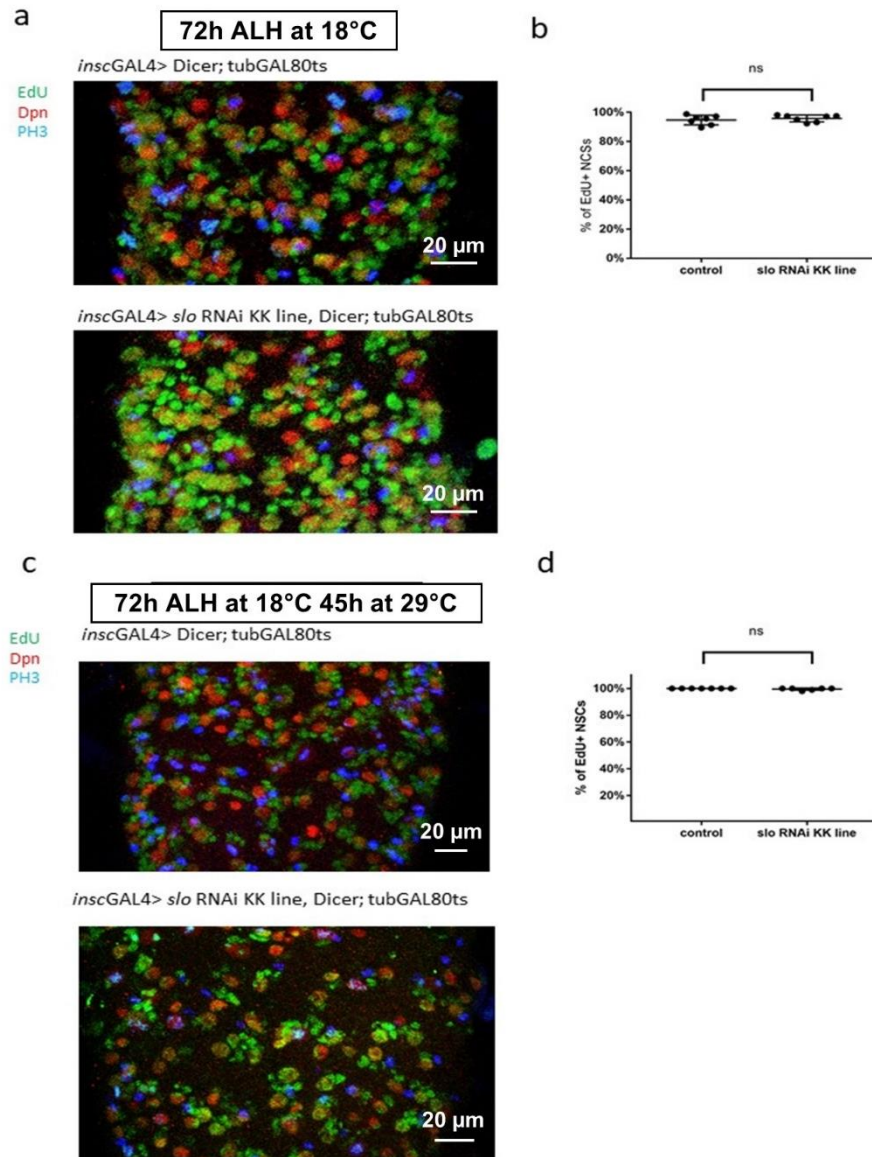 a
72h ALH at 18°C
inscGAL4> Dicer; tubGAL80ts
EdU
Dpn
PH3
20 µm
inscGAL4> slo RNAi KK line, Dicer; tubGAL80ts
20 µm
b
ns
% of EdU+ NCSs
100%
80%
60%
40%
20%
0%
control
slo RNAi KK line
c
72h ALH at 18°C 45h at 29°C
inscGAL4> Dicer; tubGAL80ts
EdU
Dpn
PH3
20 µm
inscGAL4> slo RNAi KK line, Dicer; tubGAL80ts
20 µm
d
ns
% of EdU+ NSCs
100%
80%
60%
40%
20%
control
slo RNAi KK line